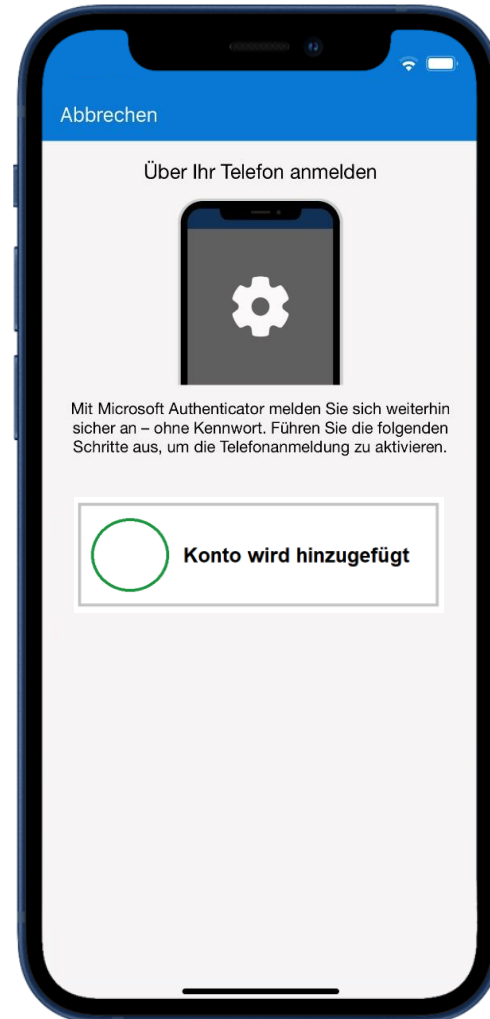 Abbrechen
Über Ihr Telefon anmelden
Mit Microsoft Authenticator melden Sie sich weiterhin
sicher an – ohne Kennwort. Führen Sie die folgenden
Schritte aus, um die Telefonanmeldung zu aktivieren.
Konto wird hinzugefügt